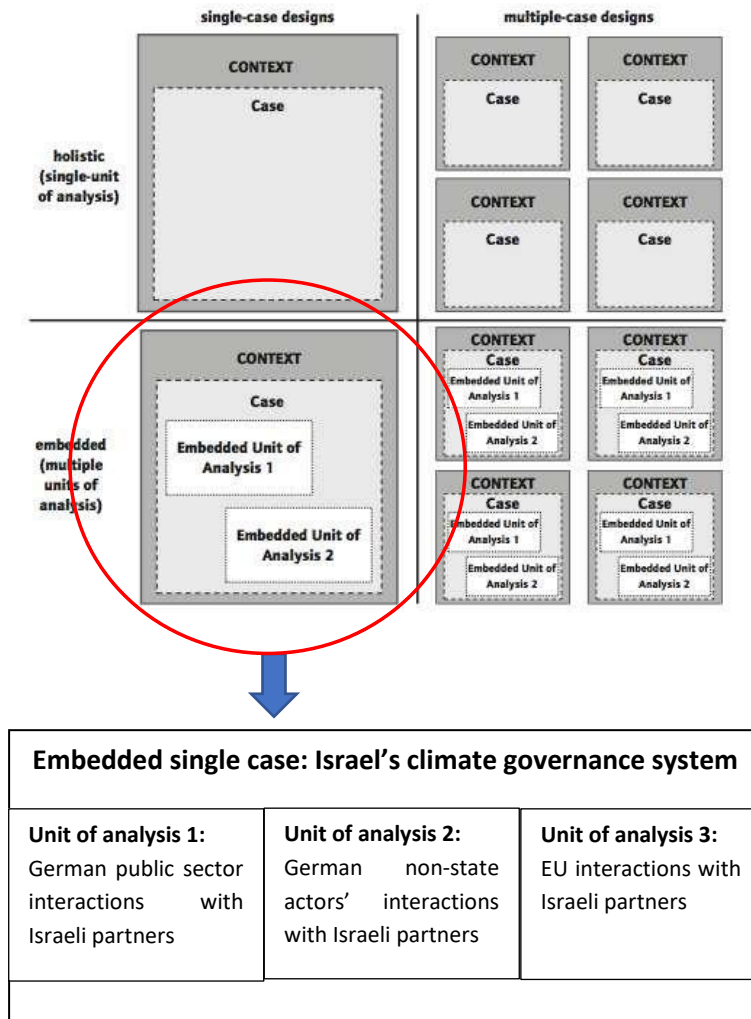 single-case designs
multiple-case designs
holistic
(single-unit
of analysis)
CONTEXT
Case
CONTEXT
Case
CONTEXT
Case
CONTEXT
Case
CONTEXT
Case
embedded
(multiple
units of
analysis)
CONTEXT
Case
Embedded Unit of
Analysis 1
Embedded Unit of
Analysis 2
CONTEXT
Case
Embedded Unit of
Analysis 1
Embedded Unit of
Analysis 2
CONTEXT
Case
Embedded Unit of
Analysis 1
Embedded Unit of
Analysis 2
CONTEXT
Case
Embedded Unit of
Analysis 1
Embedded Unit of
Analysis 2
CONTEXT
Case
Embedded Unit of
Analysis 1
Embedded Unit of
Analysis 2
Embedded single case: Israel’s climate governance system
Unit of analysis 1:
German public sector
interactions with
Israeli partners
Unit of analysis 2:
German non-state
actors’ interactions
with Israeli partners
Unit of analysis 3:
EU interactions with
Israeli partners